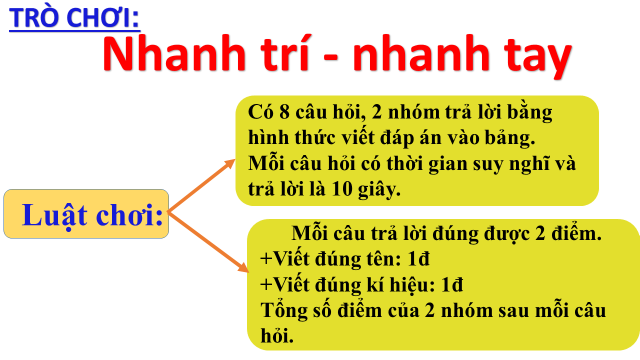 TRÒ CHƠI:
Nhanh trí - nhanh tay
Có 8 câu hỏi, 2 nhóm trả lời bằng
hình thức viết đáp án vào bảng.
Mỗi câu hỏi có thời gian suy nghĩ và
trả lời là 10 giây.
Luật chơi:
Mỗi câu trả lời đúng được 2 điểm.
+Viết đúng tên: 1đ
+Viết đúng kí hiệu: 1đ
Tổng số điểm của 2 nhóm sau mỗi câu
hỏi.